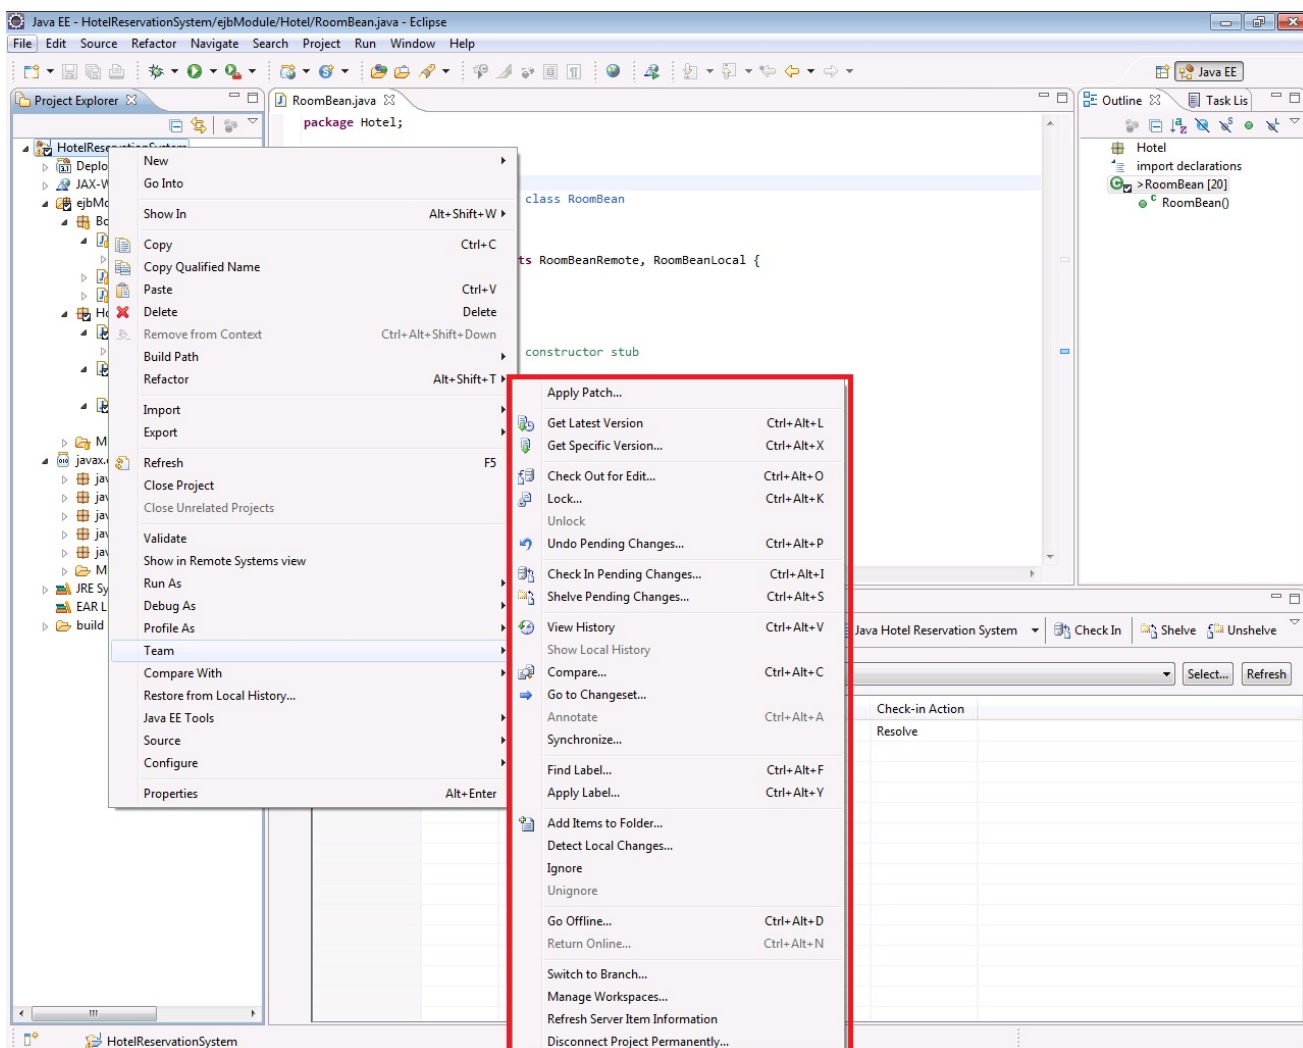 Java EE - HotelReservationSystem/ejbModule/Hotel/RoomBean.java - Eclipse
File Edit Source Refactor Navigate Search Project Run Window Help
Java EE
Project Explorer
RoomBean.java
Outline
Task Lis
package Hotel;
HotelReservationSystem
Deplo
JAX-W
ejbMo
Bo
Ho
M
javax.
jav
jav
jav
jav
jav
M
JRE Sy
EAR L
build
class RoomBean
ts RoomBeanRemote, RoomBeanLocal {
constructor stub
Hotel
import declarations
>RoomBean [20]
C RoomBean()
New
Go Into
Show In Alt+Shift+W
Copy Ctrl+C
Copy Qualified Name
Paste Ctrl+V
Delete Delete
Remove from Context Ctrl+Alt+Shift+Down
Build Path
Refactor Alt+Shift+T
Import
Export
Refresh F5
Close Project
Close Unrelated Projects
Validate
Show in Remote Systems view
Run As
Debug As
Profile As
Team
Compare With
Restore from Local History...
Java EE Tools
Source
Configure
Properties Alt+Enter
Apply Patch...
Get Latest Version Ctrl+Alt+L
Get Specific Version... Ctrl+Alt+X
Check Out for Edit... Ctrl+Alt+O
Lock... Ctrl+Alt+K
Unlock
Undo Pending Changes... Ctrl+Alt+P
Check In Pending Changes... Ctrl+Alt+I
Shelve Pending Changes... Ctrl+Alt+S
View History Ctrl+Alt+V
Show Local History
Compare... Ctrl+Alt+C
Go to Changeset...
Annotate Ctrl+Alt+A
Synchronize...
Find Label... Ctrl+Alt+F
Apply Label... Ctrl+Alt+Y
Add Items to Folder...
Detect Local Changes...
Ignore
Unignore
Go Offline... Ctrl+Alt+D
Return Online... Ctrl+Alt+N
Switch to Branch...
Manage Workspaces...
Refresh Server Item Information
Disconnect Project Permanently...
Java Hotel Reservation System Check In Shelve Unshelve
Select... Refresh
Check-in Action
Resolve
HotelReservationSystem